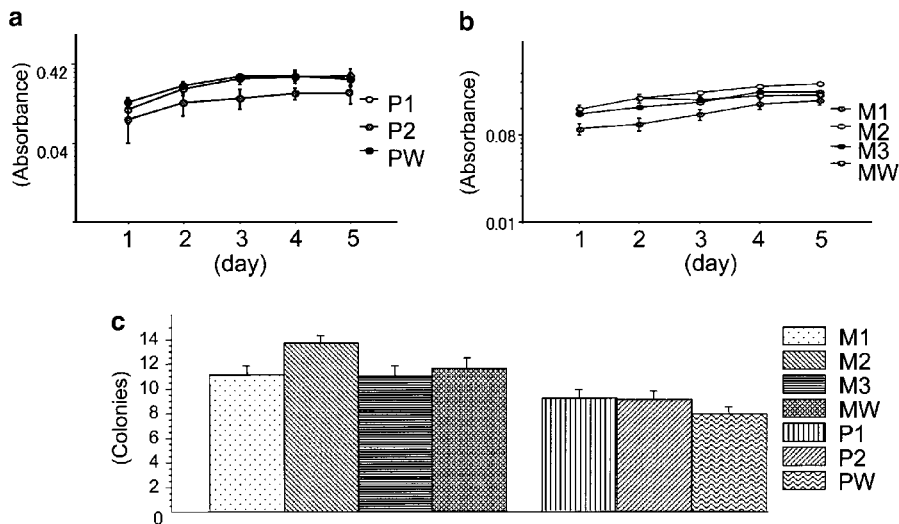 a
(Absorbance)
0.42
0.04
1 2 3 4 5
(day)
P1
P2
PW
b
(Absorbance)
0.08
0.01
1 2 3 4 5
(day)
M1
M2
M3
MW
c
(Colonies)
14
12
10
8
6
4
2
0
M1
M2
M3
MW
P1
P2
PW